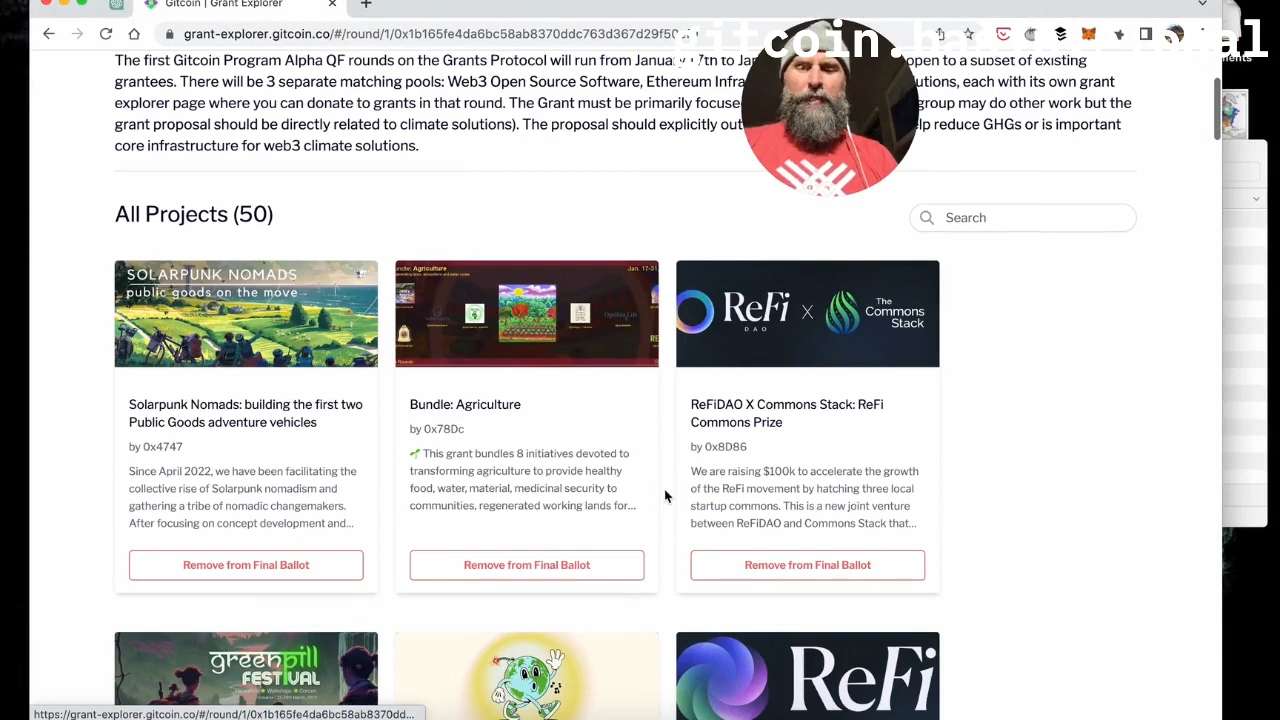 Gitcoin | Grant Explorer
grant-explorer.gitcoin.co/#/round/1/0x1b165fe4da6bc58ab8370ddc763d367d29f50
The first Gitcoin Program Alpha QF rounds on the Grants Protocol will run from January 17th to Jan open to a subset of existing
grantees. There will be 3 separate matching pools: Web3 Open Source Software, Ethereum Infra utions, each with its own grant
explorer page where you can donate to grants in that round. The Grant must be primarily focuse group may do other work but the
grant proposal should be directly related to climate solutions). The proposal should explicitly out elp reduce GHGs or is important
core infrastructure for web3 climate solutions.
All Projects (50)
Search
SOLARPUNK NOMADS
public goods on the move
undle: Agriculture
Jan. 17-31
ReFi
DAO
X
The
Commons
Stack
Solarpunk Nomads: building the first two
Public Goods adventure vehicles
by 0x4747
Since April 2022, we have been facilitating the
collective rise of Solarpunk nomadism and
gathering a tribe of nomadic changemakers.
After focusing on concept development and...
Remove from Final Ballot
Bundle: Agriculture
by 0x78Dc
🌱 This grant bundles 8 initiatives devoted to
transforming agriculture to provide healthy
food, water, material, medicinal security to
communities, regenerated working lands for...
Remove from Final Ballot
ReFiDAO X Commons Stack: ReFi
Commons Prize
by 0x8D86
We are raising $100k to accelerate the growth
of the ReFi movement by hatching three local
startup commons. This is a new joint venture
between ReFiDAO and Commons Stack that...
Remove from Final Ballot
greenpill
FESTIVAL
ReFi
https://grant-explorer.gitcoin.co/#/round/1/0x1b165fe4da6bc58ab8370dd...